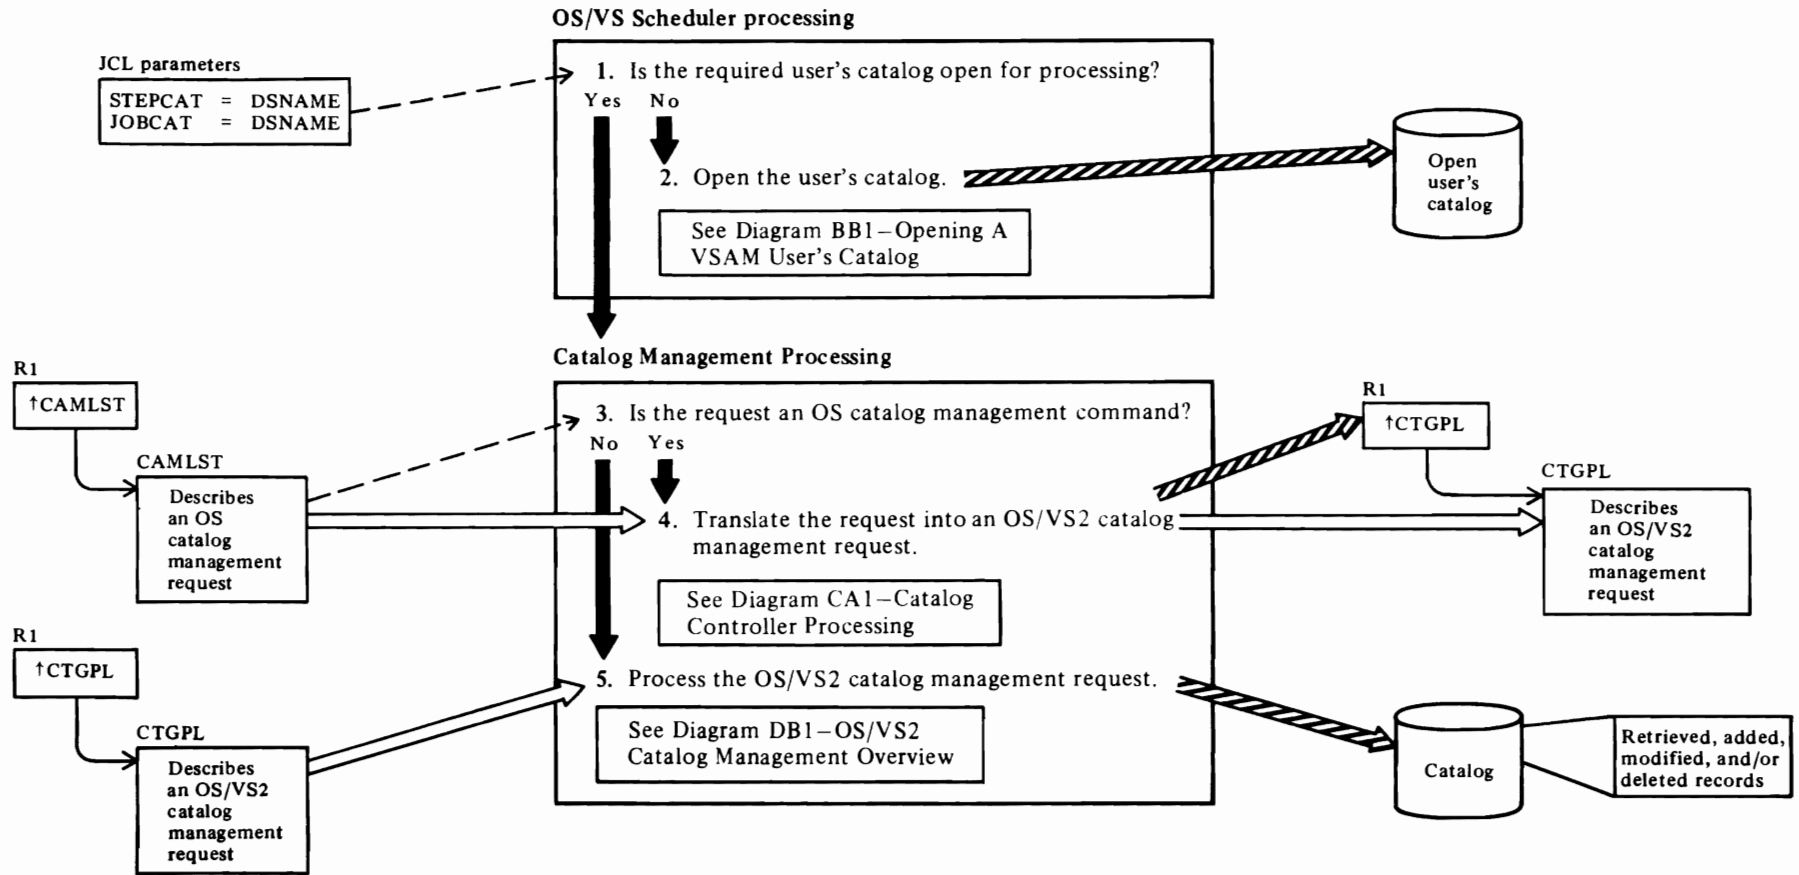 OS/VS Scheduler processing
JCL parameters
STEPCAT = DSNAME
JOBCAT = DSNAME
1. Is the required user's catalog open for processing?
Yes No
2. Open the user's catalog.
See Diagram BB1—Opening A
VSAM User's Catalog
Open
user's
catalog
Catalog Management Processing
R1
↑CAMLST
CAMLST
Describes
an OS
catalog
management
request
3. Is the request an OS catalog management command?
No Yes
4. Translate the request into an OS/VS2 catalog
management request.
See Diagram CA1—Catalog
Controller Processing
R1
↑CTGPL
CTGPL
Describes
an OS/VS2
catalog
management
request
R1
↑CTGPL
CTGPL
Describes
an OS/VS2
catalog
management
request
5. Process the OS/VS2 catalog management request.
See Diagram DB1—OS/VS2
Catalog Management Overview
Catalog
Retrieved, added,
modified, and/or
deleted records